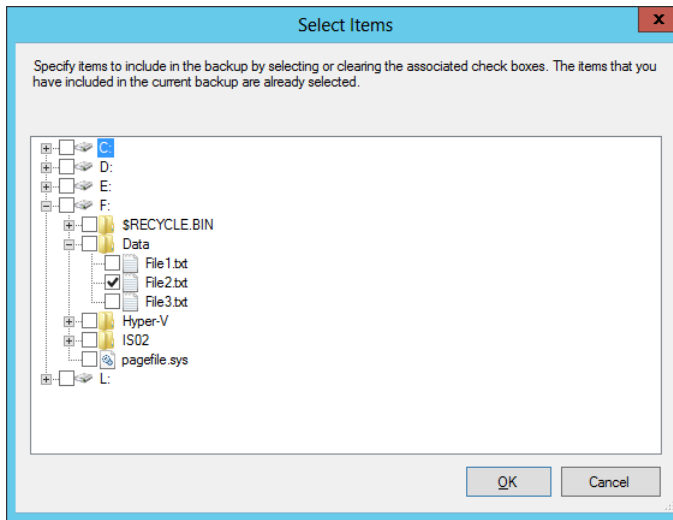 Select Items
x
Specify items to include in the backup by selecting or clearing the associated check boxes. The items that you
have included in the current backup are already selected.
C:
D:
E:
F:
$RECYCLE.BIN
Data
File1.txt
File2.txt
File3.txt
Hyper-V
IS02
pagefile.sys
L:
OK Cancel